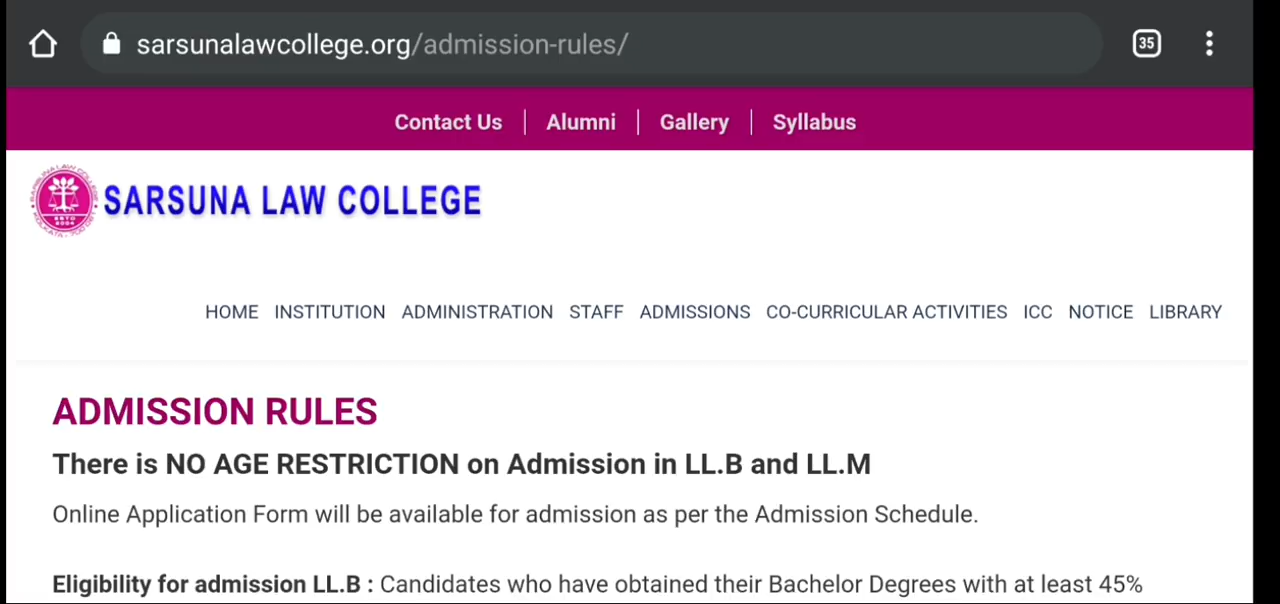 sarsunalawcollege.org/admission-rules/
35
Contact Us | Alumni | Gallery | Syllabus
SARSUNA LAW COLLEGE
HOME INSTITUTION ADMINISTRATION STAFF ADMISSIONS CO-CURRICULAR ACTIVITIES ICC NOTICE LIBRARY
ADMISSION RULES
There is NO AGE RESTRICTION on Admission in LL.B and LL.M
Online Application Form will be available for admission as per the Admission Schedule.
Eligibility for admission LL.B : Candidates who have obtained their Bachelor Degrees with at least 45%